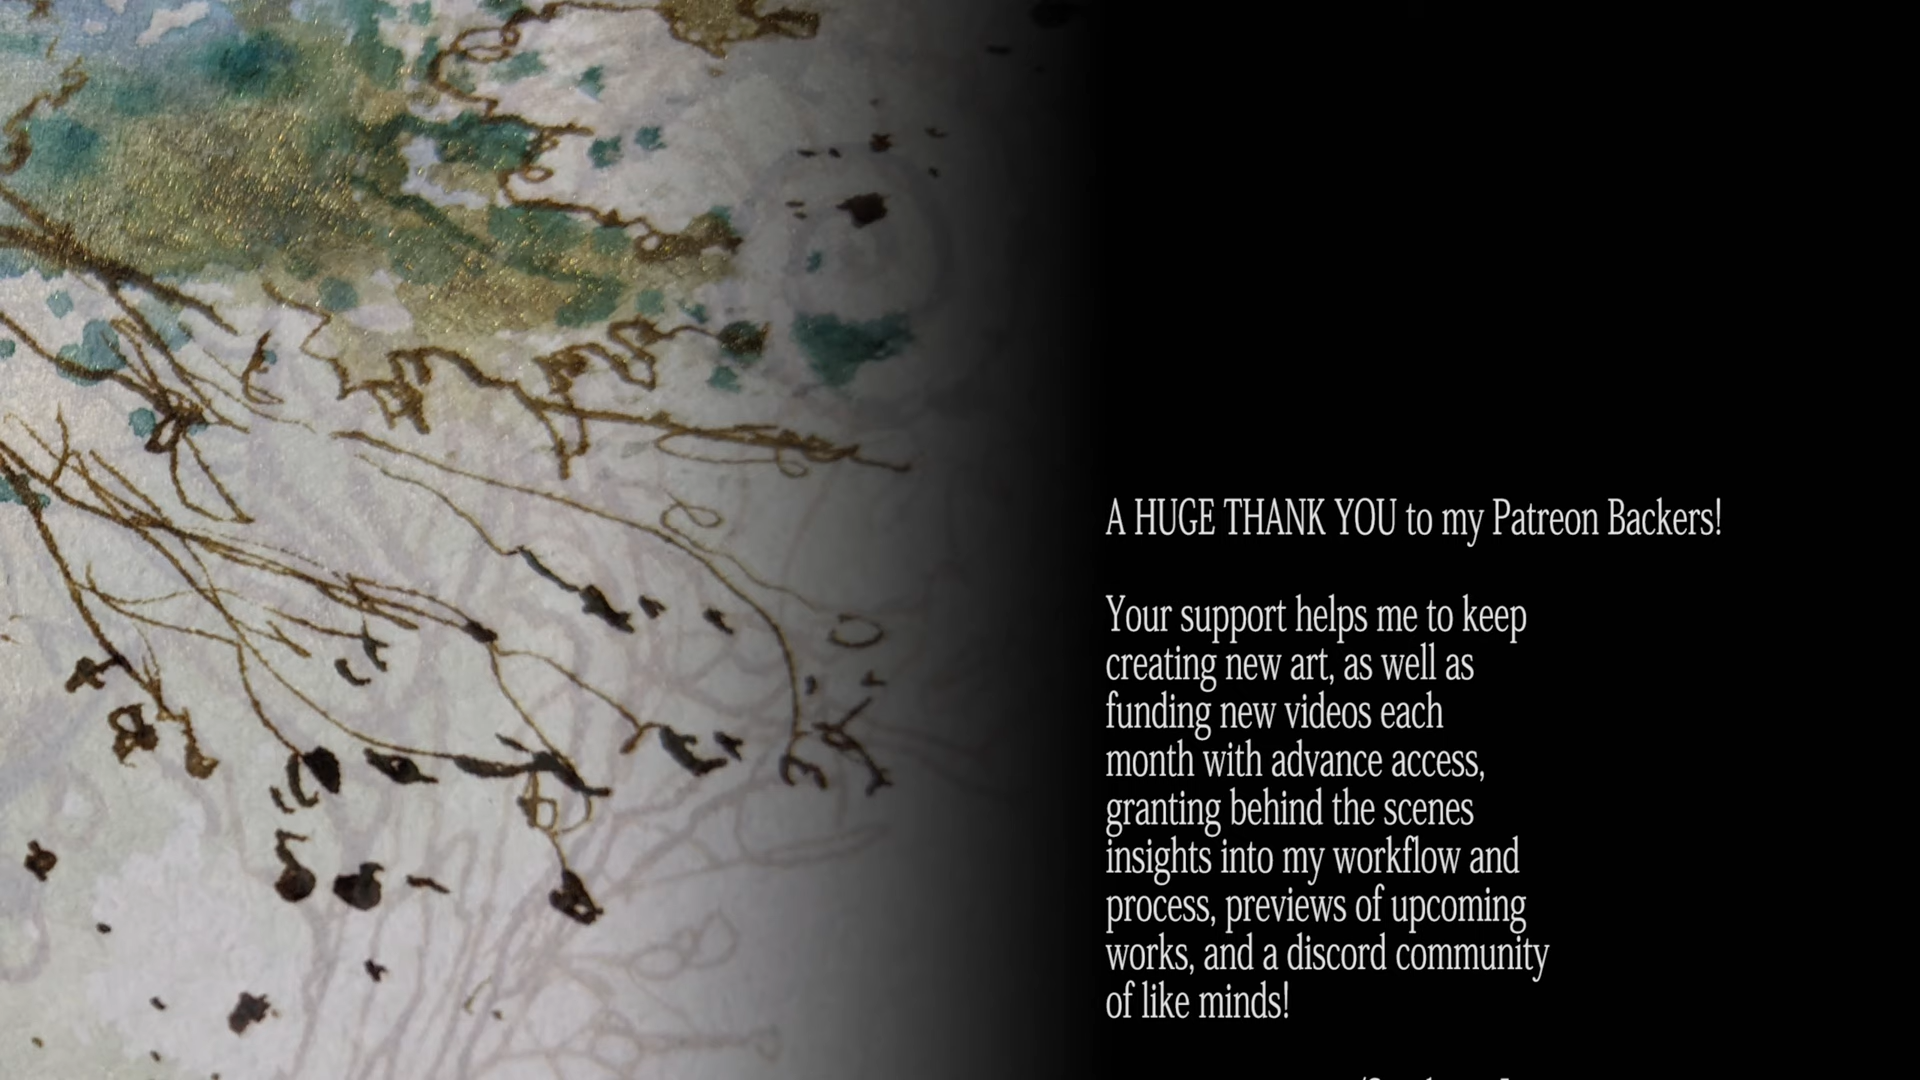 A HUGE THANK YOU to my Patreon Backers!
Your support helps me to keep
creating new art, as well as
funding new videos each
month with advance access,
granting behind the scenes
insights into my workflow and
process, previews of upcoming
works, and a discord community
of like minds!